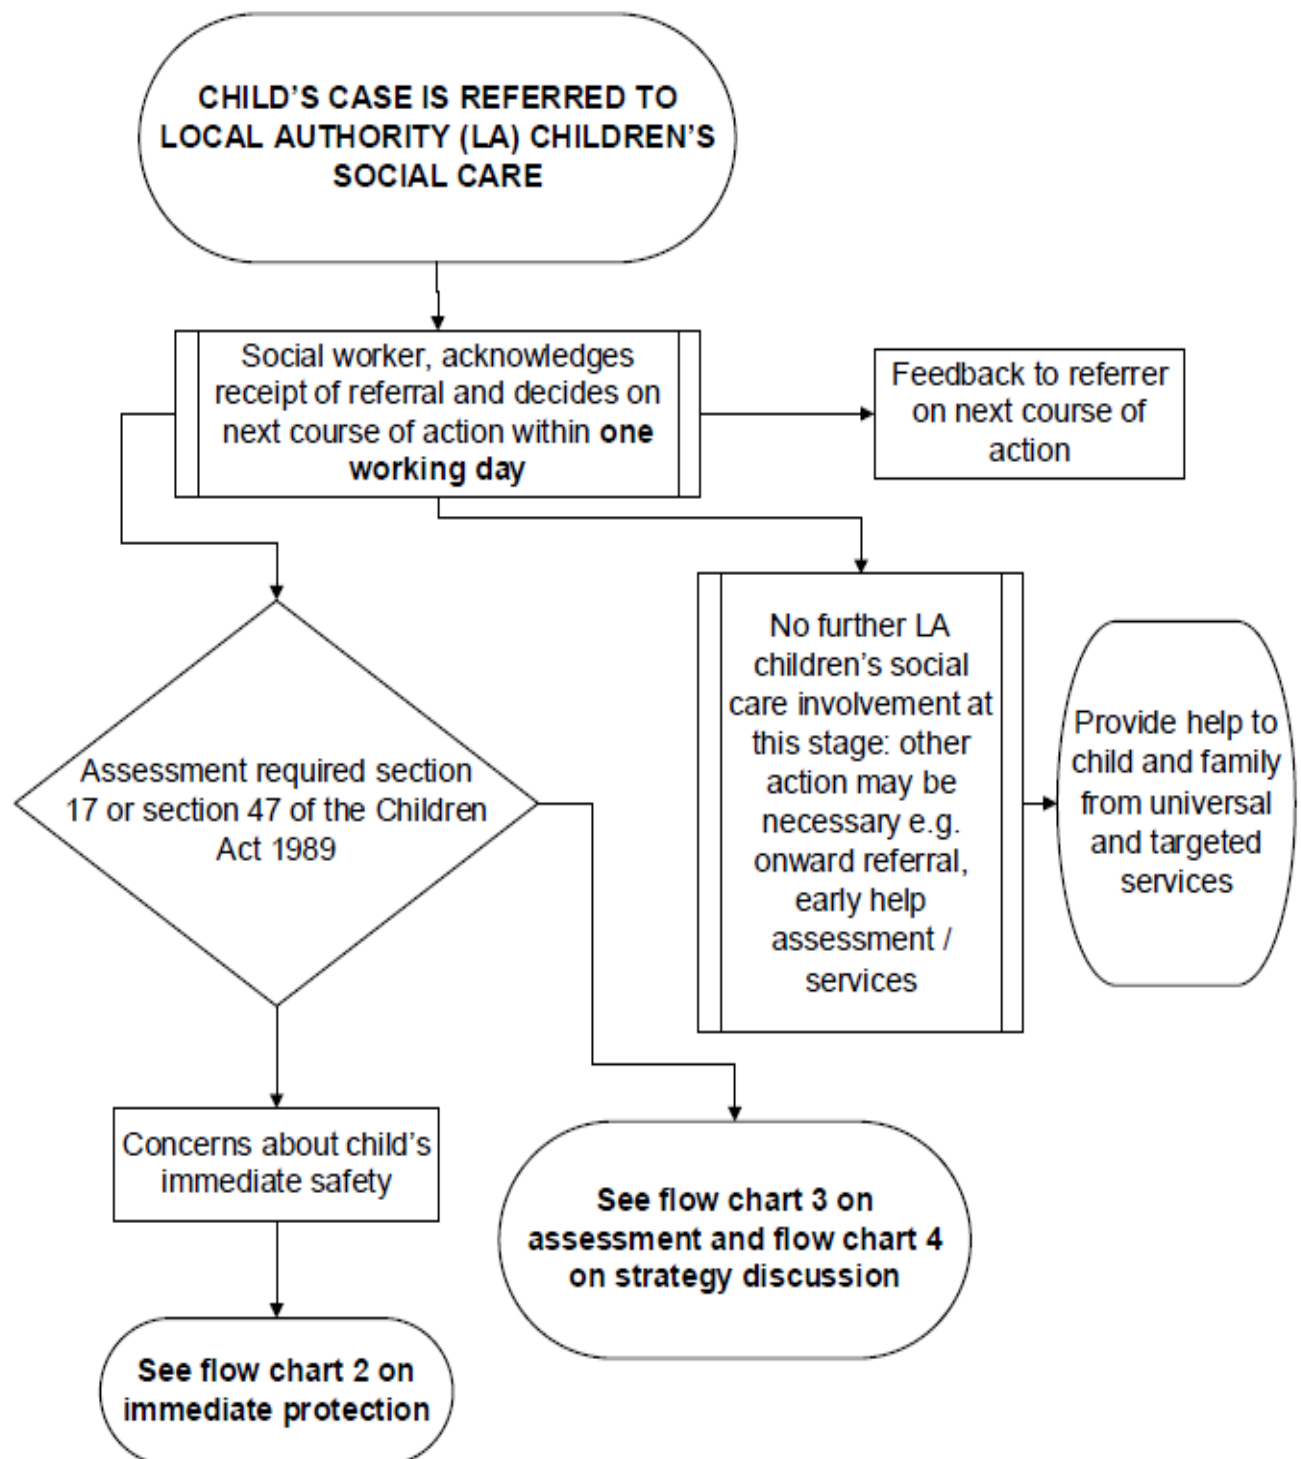 CHILD'S CASE IS REFERRED TO
LOCAL AUTHORITY (LA) CHILDREN'S
SOCIAL CARE
Social worker, acknowledges
receipt of referral and decides on
next course of action within one
working day
Feedback to referrer
on next course of
action
Assessment required section
17 or section 47 of the Children
Act 1989
No further LA
children's social
care involvement at
this stage: other
action may be
necessary e.g.
onward referral,
early help
assessment /
services
Provide help to
child and family
from universal
and targeted
services
Concerns about child's
immediate safety
See flow chart 3 on
assessment and flow chart 4
on strategy discussion
See flow chart 2 on
immediate protection